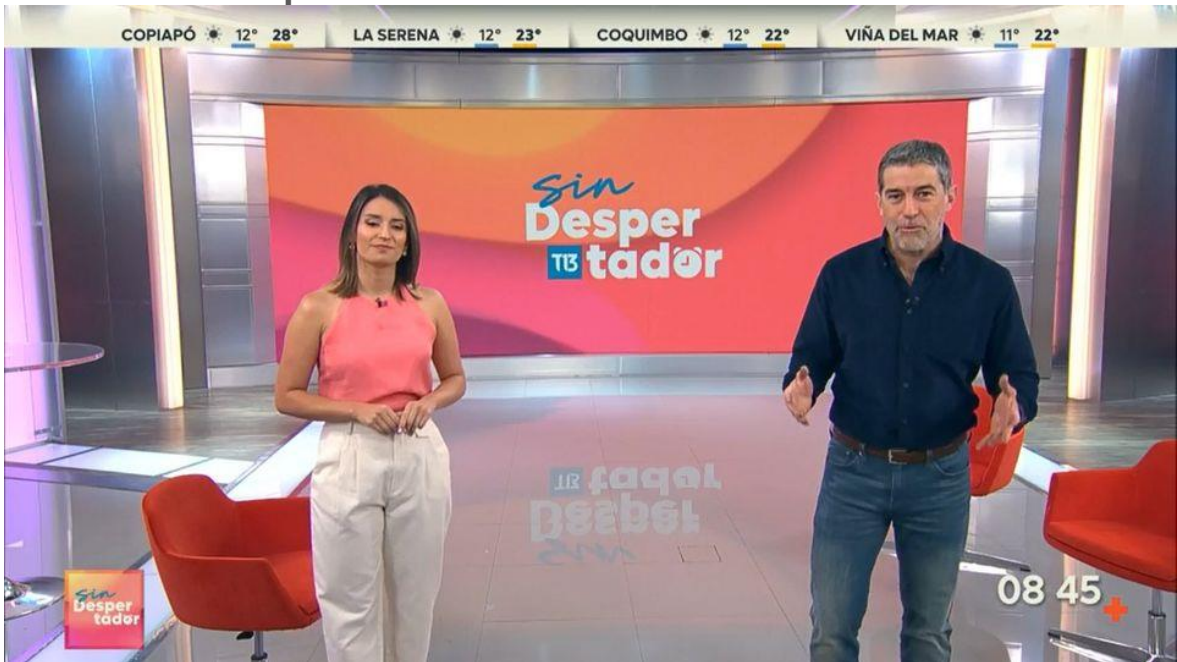 COPIAPÓ 12° 28° LA SERENA 12° 23° COQUIMBO 12° 22° VIÑA DEL MAR 11° 22°
Sin
Desper
T13 tador
Sin
Desper
tador
08 45